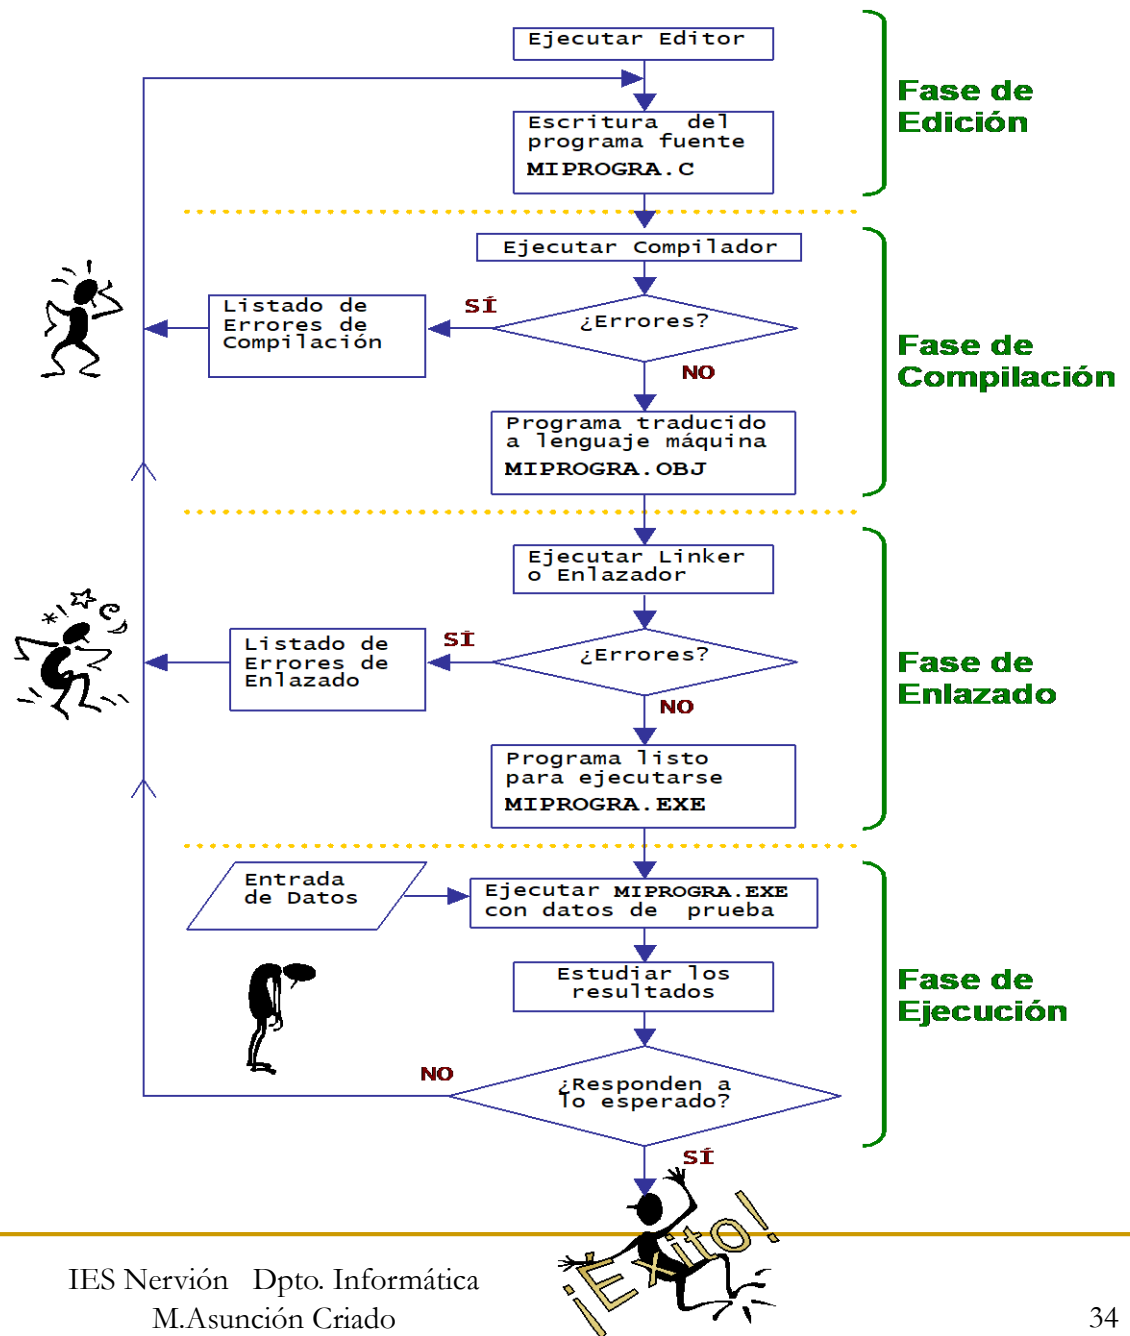 Ejecutar Editor
Fase de
Edición
Escritura del
programa fuente
MIPROGRA.C
Ejecutar Compilador
Listado de
Errores de
Compilación
SÍ
¿Errores?
NO
Fase de
Compilación
Programa traducido
a lenguaje máquina
MIPROGRA.OBJ
Ejecutar Linker
o Enlazador
Listado de
Errores de
Enlazado
SÍ
¿Errores?
NO
Fase de
Enlazado
Programa listo
para ejecutarse
MIPROGRA.EXE
Entrada
de Datos
Ejecutar MIPROGRA.EXE
con datos de prueba
Estudiar los
resultados
Fase de
Ejecución
NO
¿Responden a
lo esperado?
SÍ
¡Éxito!
IES Nervión Dpto. Informática
M.Asunción Criado
34